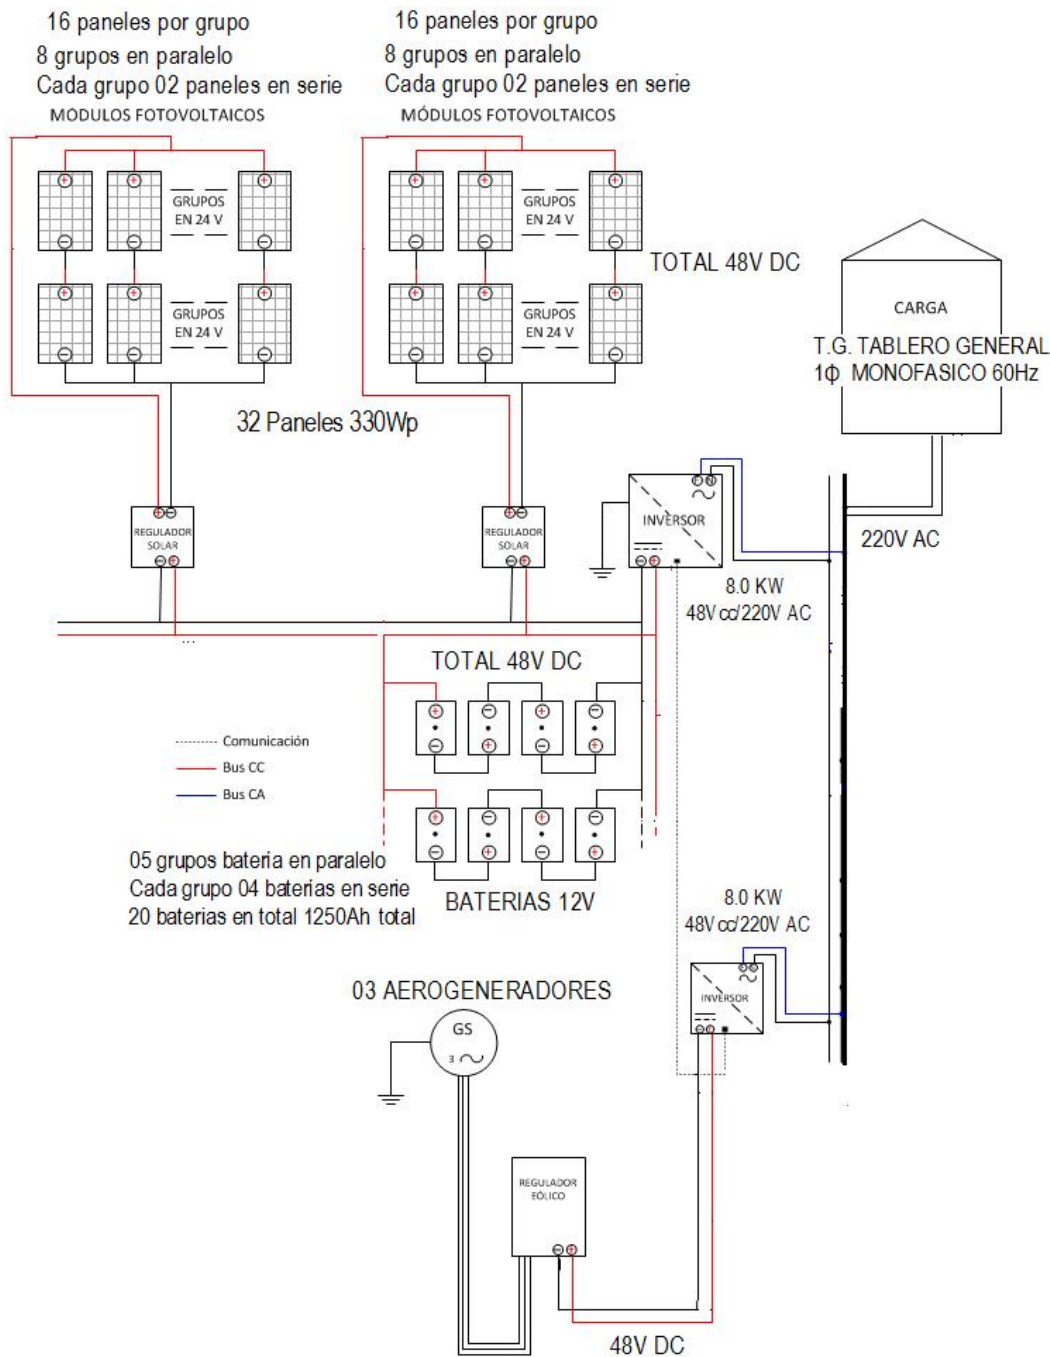 16 paneles por grupo
8 grupos en paralelo
Cada grupo 02 paneles en serie
MÓDULOS FOTOVOLTAICOS
16 paneles por grupo
8 grupos en paralelo
Cada grupo 02 paneles en serie
MÓDULOS FOTOVOLTAICOS
GRUPOS
EN 24 V
GRUPOS
EN 24 V
GRUPOS
EN 24 V
GRUPOS
EN 24 V
TOTAL 48V DC
CARGA
T.G. TABLERO GENERAL
1Φ MONOFASICO 60Hz
32 Paneles 330Wp
REGULADOR
SOLAR
REGULADOR
SOLAR
INVERSOR
220V AC
8.0 KW
48V cc/220V AC
TOTAL 48V DC
Comunicación
Bus CC
Bus CA
05 grupos batería en paralelo
Cada grupo 04 baterías en serie
20 baterias en total 1250Ah total
BATERIAS 12V
8.0 KW
48V cc/220V AC
INVERSOR
03 AEROGENERADORES
GS
3
REGULADOR
EÓLICO
48V DC